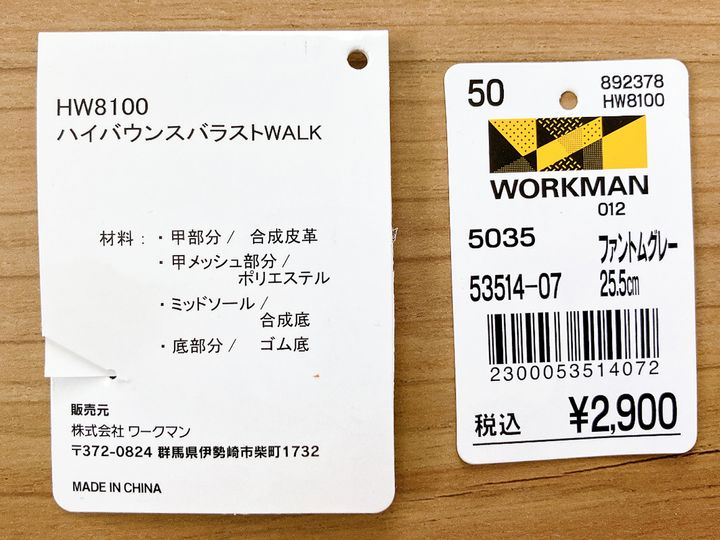 HW8100
ハイバウンスバラストWALK
材料： ・甲部分 / 合成皮革
・甲メッシュ部分 /
ポリエステル
・ミッドソール /
合成底
・底部分 / ゴム底
販売元
株式会社 ワークマン
〒372-0824 群馬県伊勢崎市柴町1732
MADE IN CHINA
50
892378
HW8100
WORKMAN
012
5035 ファントムグレー
53514-07 25.5cm
2300053514072
税込 ¥2,900